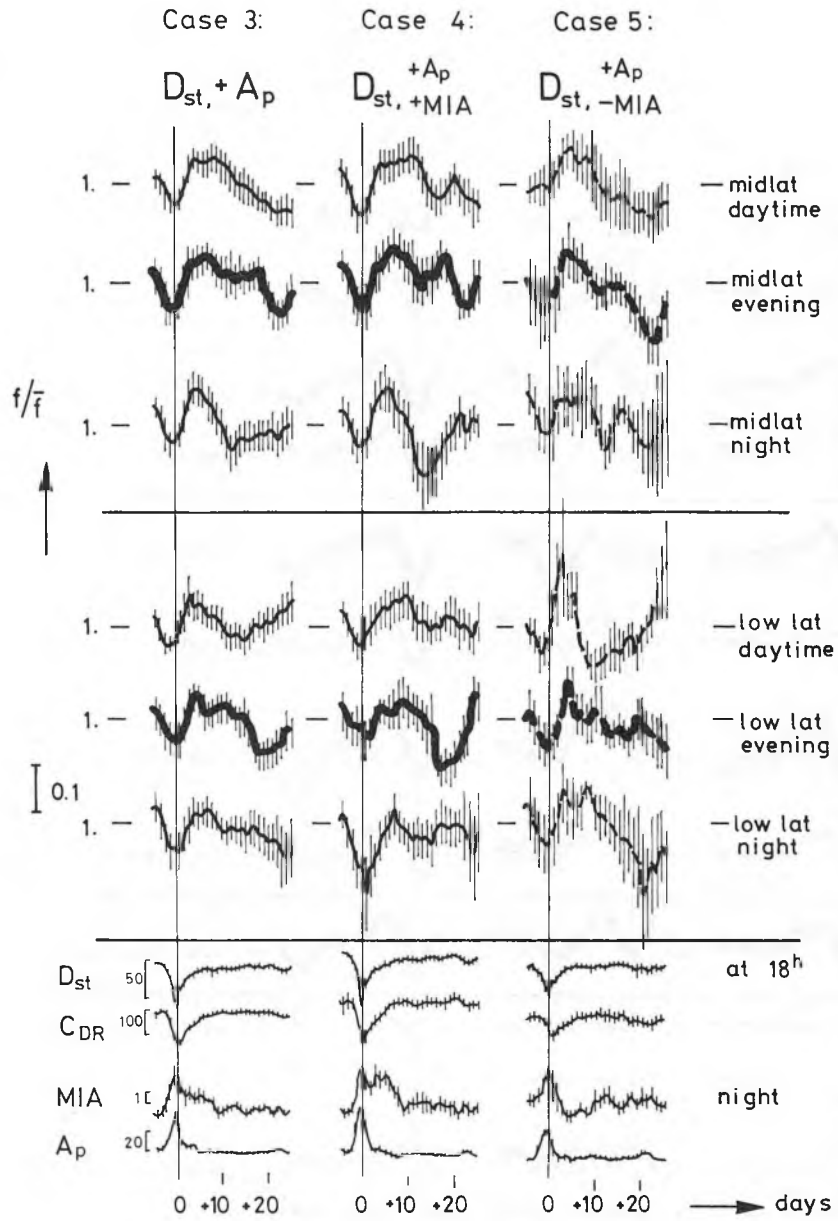 Case 3: Case 4: Case 5:
Dst, + Ap Dst, +Ap +MIA Dst, +Ap -MIA
1. — — — — midlat daytime
1. — — — — midlat evening
f/f̄
1. — — — — midlat night
1. — — — — low lat daytime
1. — — — — low lat evening
0.1
1. — — — — low lat night
Dst 50 at 18h
CDR 100
MIA 1 night
Ap 20
0 +10 +20 0 +10 +20 0 +10 +20 days